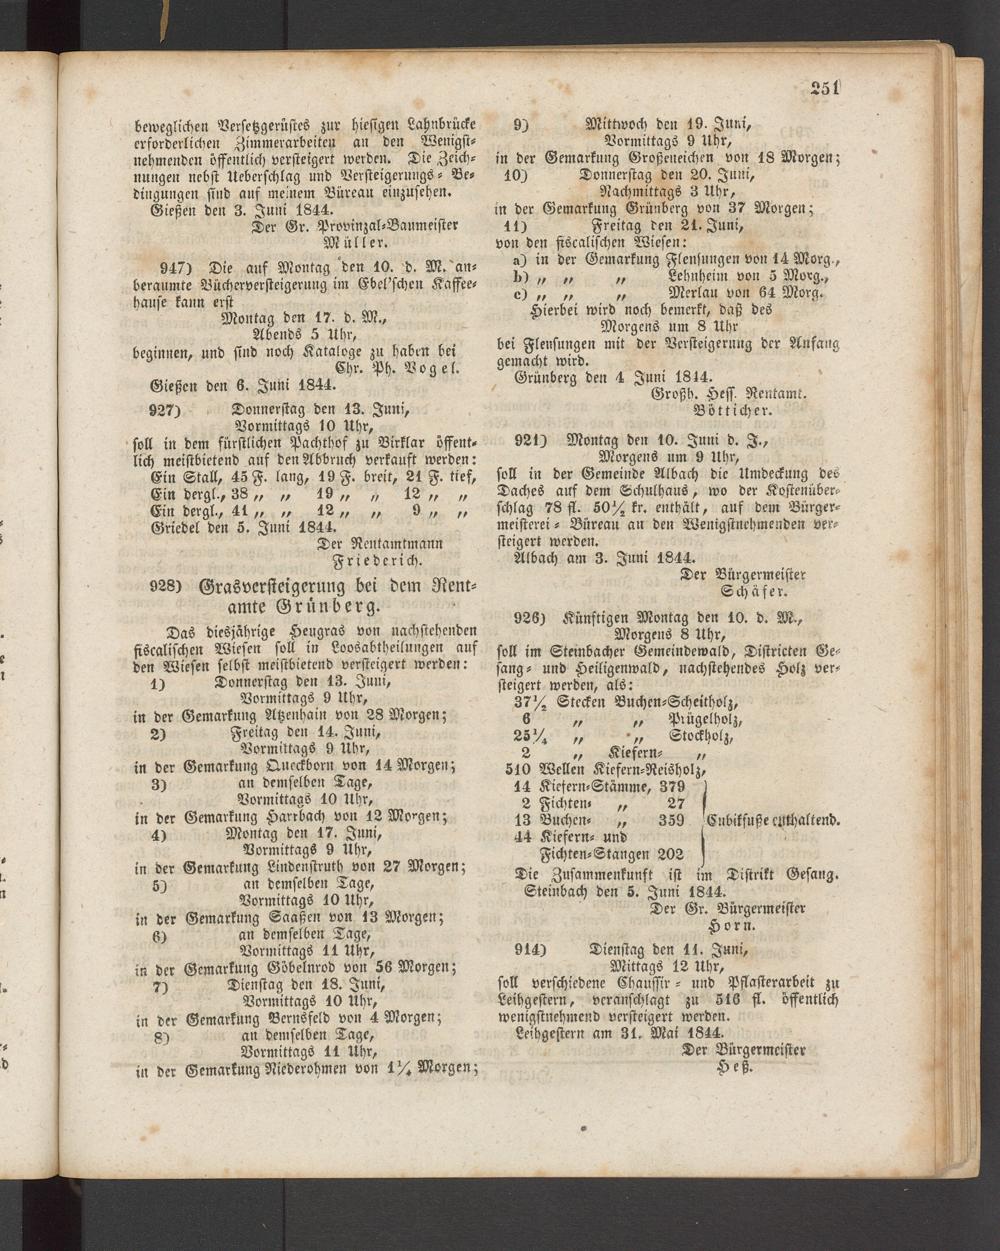 251
beweglichen Versetzgerüstes zur hiesigen Lahnbrücke
erforderlichen Zimmerarbeiten an den Wenigst-
nehmenden öffentlich versteigert werden. Die Zeich-
nungen nebst Ueberschlag und Versteigerungs-Be-
dingungen sind auf meinem Büreau einzusehen.
Gießen den 3. Juni 1844.
Der Gr. Provinzal-Baumeister
Müller.
947) Die auf Montag den 10. d. M. an-
beraumte Bücherversteigerung im Ebel'schen Kaffee-
hause kann erst
Montag den 17. d. M.,
Abends 5 Uhr,
beginnen, und sind noch Kataloge zu haben bei
Chr. Ph. Vogel.
Gießen den 6. Juni 1844.
927) Donnerstag den 13. Juni,
Vormittags 10 Uhr,
soll in dem fürstlichen Pachthof zu Birklar öffent-
lich meistbietend auf den Abbruch verkauft werden:
Ein Stall, 45 F. lang, 19 F. breit, 21 F. tief,
Ein dergl., 38 „ „ 19 „ „ 12 „ „
Ein dergl., 41 „ „ 12 „ „ 9 „ „
Griedel den 5. Juni 1844.
Der Rentamtmann
Friederich.
928) Grasversteigerung bei dem Rent-
amte Grünberg.
Das diesjährige Heugras von nachstehenden
fiscalischen Wiesen soll in Loosabtheilungen auf
den Wiesen selbst meistbietend versteigert werden:
1) Donnerstag den 13. Juni,
Vormittags 9 Uhr,
in der Gemarkung Atzenhain von 28 Morgen;
2) Freitag den 14. Juni,
Vormittags 9 Uhr,
in der Gemarkung Queckborn von 14 Morgen;
3) an demselben Tage,
Vormittags 10 Uhr,
in der Gemarkung Harrbach von 12 Morgen;
4) Montag den 17. Juni,
Vormittags 9 Uhr,
in der Gemarkung Lindenstruth von 27 Morgen;
5) an demselben Tage,
Vormittags 10 Uhr,
in der Gemarkung Saaßen von 13 Morgen;
6) an demselben Tage,
Vormittags 11 Uhr,
in der Gemarkung Göbelnrod von 56 Morgen;
7) Dienstag den 18. Juni,
Vormittags 10 Uhr,
in der Gemarkung Bernsfeld von 4 Morgen;
8) an demselben Tage,
Vormittags 11 Uhr,
in der Gemarkung Niederohmen von 1¼ Morgen;
9) Mittwoch den 19. Juni,
Vormittags 9 Uhr,
in der Gemarkung Großeneichen von 18 Morgen;
10) Donnerstag den 20. Juni,
Nachmittags 3 Uhr,
in der Gemarkung Grünberg von 37 Morgen;
11) Freitag den 21. Juni,
von den fiscalischen Wiesen:
a) in der Gemarkung Flensungen von 14 Morg.,
b) „ „ „ Lehnheim von 5 Morg.,
c) „ „ „ Merlau von 64 Morg.
Hierbei wird noch bemerkt, daß des
Morgens um 8 Uhr
bei Flensungen mit der Versteigerung der Anfang
gemacht wird.
Grünberg den 4 Juni 1844.
Großh. Hess. Rentamt.
Bötticher.
921) Montag den 10. Juni d. J.,
Morgens um 9 Uhr,
soll in der Gemeinde Albach die Umdeckung des
Daches auf dem Schulhaus, wo der Kostenüber-
schlag 78 fl. 50½ kr. enthält, auf dem Bürger-
meisterei-Büreau an den Wenigstnehmenden ver-
steigert werden.
Albach am 3. Juni 1844.
Der Bürgermeister
Schäfer.
926) Künftigen Montag den 10. d. M.,
Morgens 8 Uhr,
soll im Steinbacher Gemeindewald, Districten Ge-
sang- und Heiligenwald, nachstehendes Holz ver-
steigert werden, als:
37½ Stecken Buchen-Scheitholz,
6 „ „ Prügelholz,
25¼ „ „ Stockholz,
2 „ Kiefern- „
510 Wellen Kiefern-Reisholz,
14 Kiefern-Stämme, 379
2 Fichten- „ 27
13 Buchen- „ 359 Cubikfuße enthaltend.
44 Kiefern- und
Fichten-Stangen 202
Die Zusammenkunft ist im Distrikt Gesang.
Steinbach den 5. Juni 1844.
Der Gr. Bürgermeister
Horn.
914) Dienstag den 11. Juni,
Mittags 12 Uhr,
soll verschiedene Chaussir- und Pflasterarbeit zu
Leihgestern, veranschlagt zu 516 fl. öffentlich
wenigstnehmend versteigert werden.
Leihgestern am 31. Mai 1844.
Der Bürgermeister
Heß.